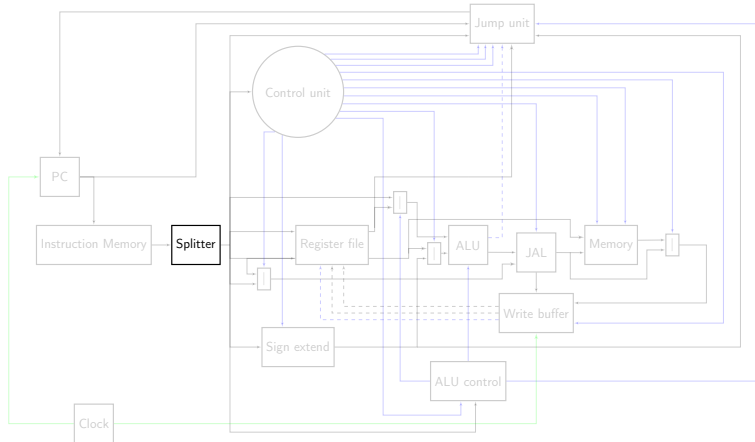 Jump unit
Control unit
PC
Instruction Memory
Splitter
Register file
ALU
JAL
Memory
Write buffer
Sign extend
ALU control
Clock